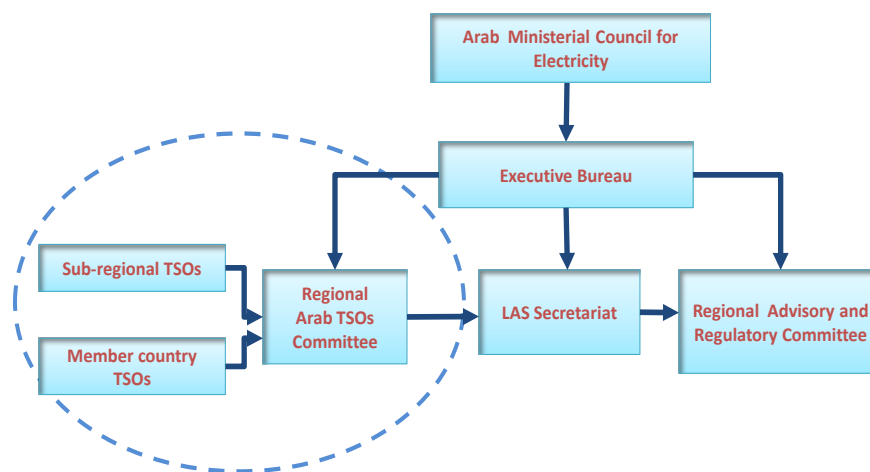 Arab Ministerial Council for
Electricity
Executive Bureau
Sub-regional TSOs
Member country
TSOs
Regional
Arab TSOs
Committee
LAS Secretariat
Regional Advisory and
Regulatory Committee